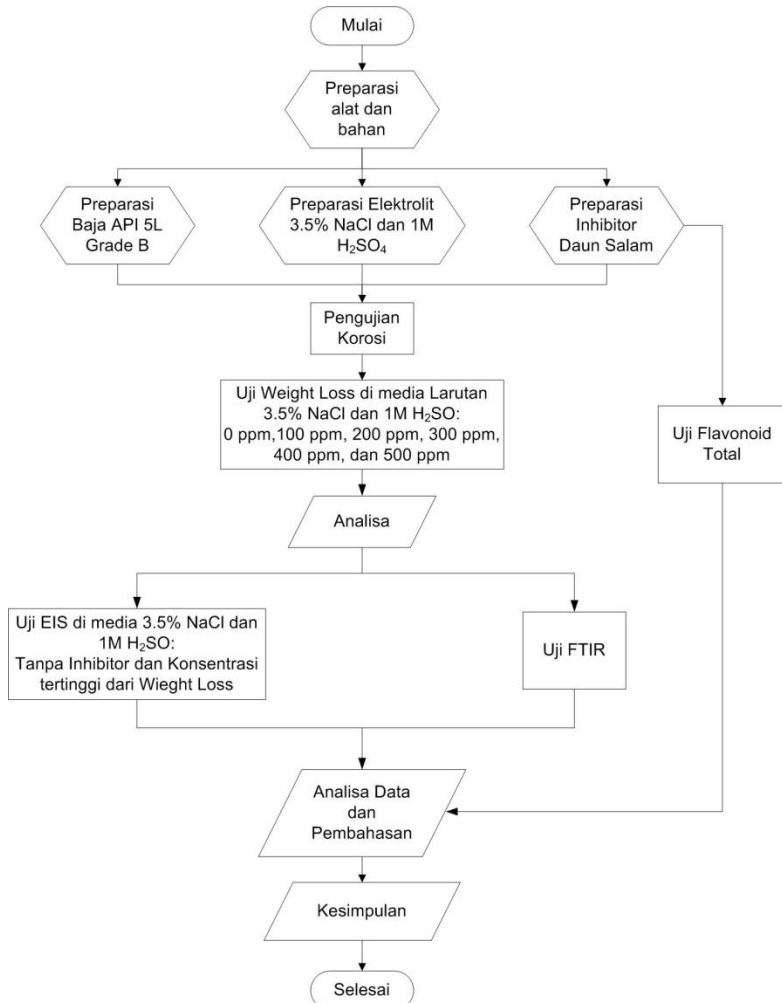 Mulai
Preparasi
alat dan
bahan
Preparasi
Baja API 5L
Grade B
Preparasi Elektrolit
3.5% NaCl dan 1M
H₂SO₄
Preparasi
Inhibitor
Daun Salam
Pengujian
Korosi
Uji Weight Loss di media Larutan
3.5% NaCl dan 1M H₂SO:
0 ppm,100 ppm, 200 ppm, 300 ppm,
400 ppm, dan 500 ppm
Uji Flavonoid
Total
Analisa
Uji EIS di media 3.5% NaCl dan
1M H₂SO:
Tanpa Inhibitor dan Konsentrasi
tertinggi dari Wieght Loss
Uji FTIR
Analisa Data
dan
Pembahasan
Kesimpulan
Selesai